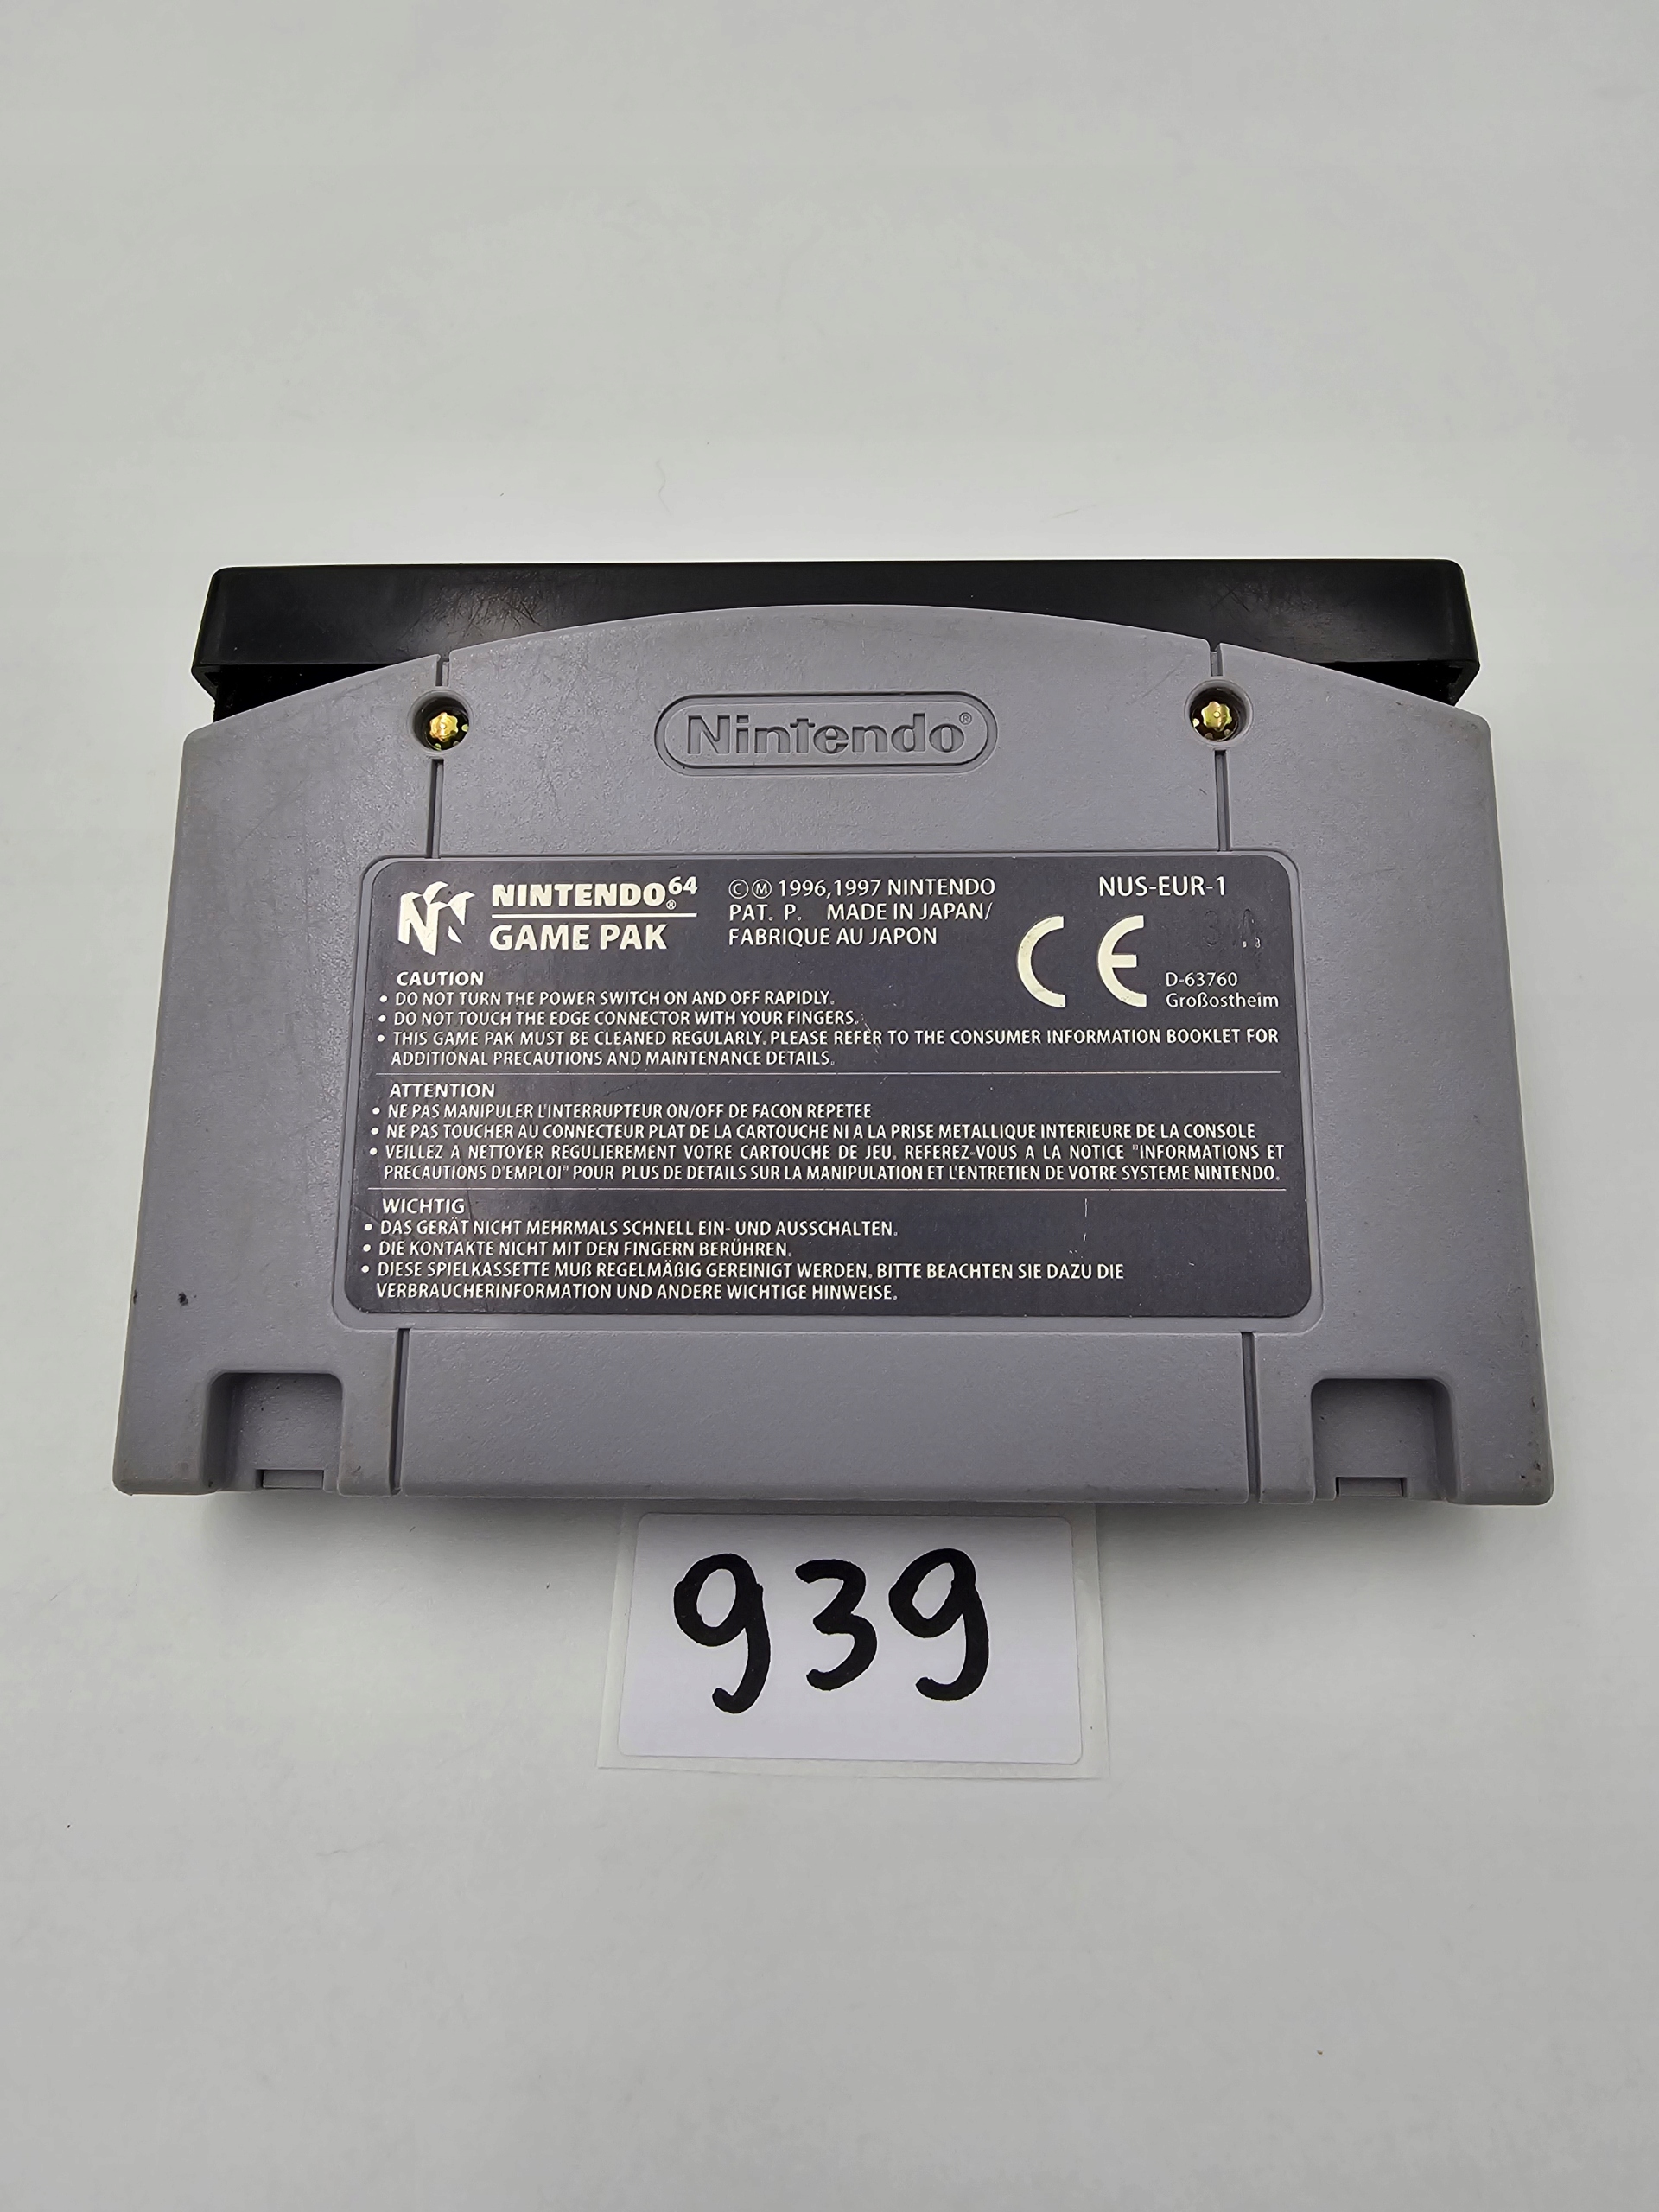 Nintendo®
NINTENDO®64
GAME PAK
©Ⓜ 1996,1997 NINTENDO
PAT. P. MADE IN JAPAN/
FABRIQUE AU JAPON
NUS-EUR-1
CE
D-63760
Großostheim
CAUTION
• DO NOT TURN THE POWER SWITCH ON AND OFF RAPIDLY.
• DO NOT TOUCH THE EDGE CONNECTOR WITH YOUR FINGERS.
• THIS GAME PAK MUST BE CLEANED REGULARLY. PLEASE REFER TO THE CONSUMER INFORMATION BOOKLET FOR
ADDITIONAL PRECAUTIONS AND MAINTENANCE DETAILS.
ATTENTION
• NE PAS MANIPULER L'INTERRUPTEUR ON/OFF DE FACON REPETEE
• NE PAS TOUCHER AU CONNECTEUR PLAT DE LA CARTOUCHE NI A LA PRISE METALLIQUE INTERIEURE DE LA CONSOLE
• VEILLEZ A NETTOYER REGULIEREMENT VOTRE CARTOUCHE DE JEU. REFEREZ-VOUS A LA NOTICE "INFORMATIONS ET
PRECAUTIONS D'EMPLOI" POUR PLUS DE DETAILS SUR LA MANIPULATION ET L'ENTRETIEN DE VOTRE SYSTEME NINTENDO.
WICHTIG
• DAS GERÄT NICHT MEHRMALS SCHNELL EIN- UND AUSSCHALTEN.
• DIE KONTAKTE NICHT MIT DEN FINGERN BERÜHREN.
• DIESE SPIELKASSETTE MUß REGELMÄßIG GEREINIGT WERDEN. BITTE BEACHTEN SIE DAZU DIE
VERBRAUCHERINFORMATION UND ANDERE WICHTIGE HINWEISE.
939